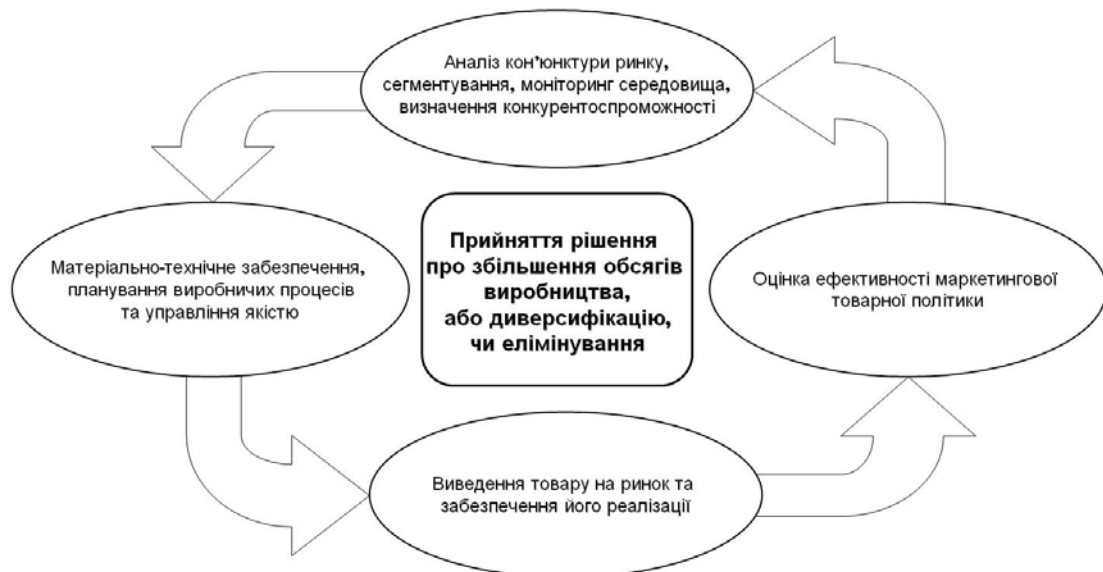 Аналіз кон’юнктури ринку,
сегментування, моніторинг середовища,
визначення конкурентоспроможності
Матеріально-технічне забезпечення,
планування виробничих процесів
та управління якістю
Прийняття рішення
про збільшення обсягів
виробництва,
або диверсифікацію,
чи елімінування
Оцінка ефективності маркетингової
товарної політики
Виведення товару на ринок та
забезпечення його реалізації